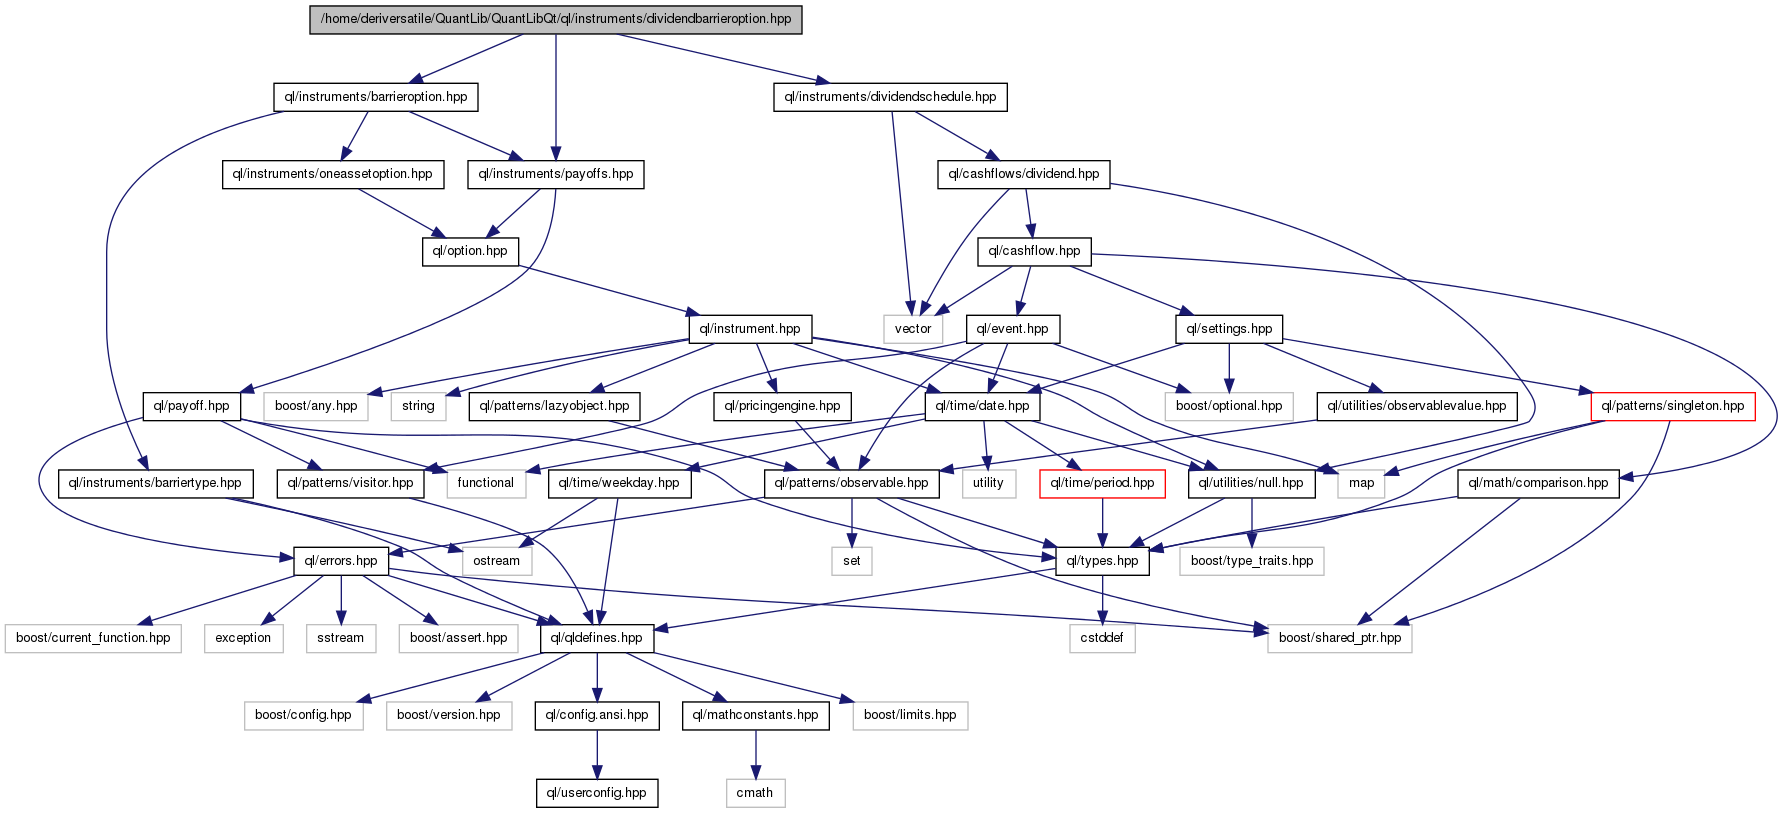 /home/deriversatile/QuantLib/QuantLibQt/ql/instruments/dividendbarrieroption.hpp
ql/instruments/barrieroption.hpp
ql/instruments/dividendschedule.hpp
ql/instruments/oneassetoption.hpp
ql/instruments/payoffs.hpp
ql/cashflows/dividend.hpp
ql/option.hpp
ql/cashflow.hpp
ql/instrument.hpp
vector
ql/event.hpp
ql/settings.hpp
ql/payoff.hpp
boost/any.hpp
string
ql/patterns/lazyobject.hpp
ql/pricingengine.hpp
ql/time/date.hpp
boost/optional.hpp
ql/utilities/observablevalue.hpp
ql/patterns/singleton.hpp
ql/instruments/barriertype.hpp
ql/patterns/visitor.hpp
functional
ql/time/weekday.hpp
ql/patterns/observable.hpp
utility
ql/time/period.hpp
ql/utilities/null.hpp
map
ql/math/comparison.hpp
ql/errors.hpp
ostream
set
ql/types.hpp
boost/type_traits.hpp
boost/current_function.hpp
exception
sstream
boost/assert.hpp
ql/qldefines.hpp
cstddef
boost/shared_ptr.hpp
boost/config.hpp
boost/version.hpp
ql/config.ansi.hpp
ql/mathconstants.hpp
boost/limits.hpp
ql/userconfig.hpp
cmath